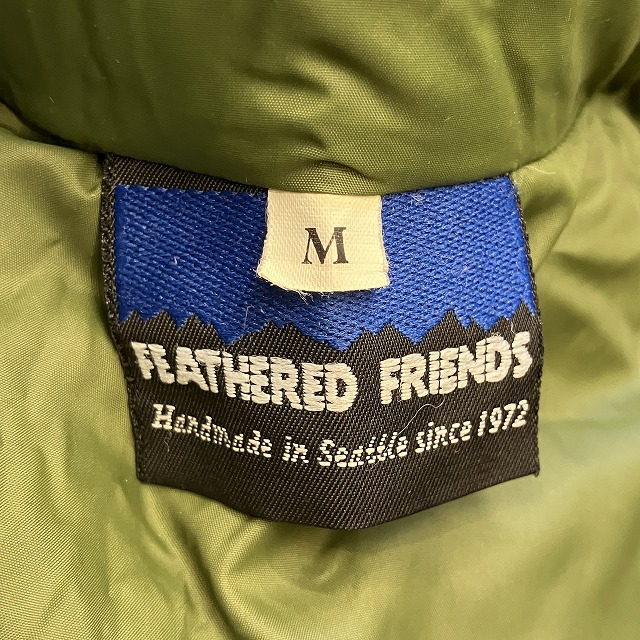 M
FEATHERED FRIENDS
Handmade in Seattle since 1972